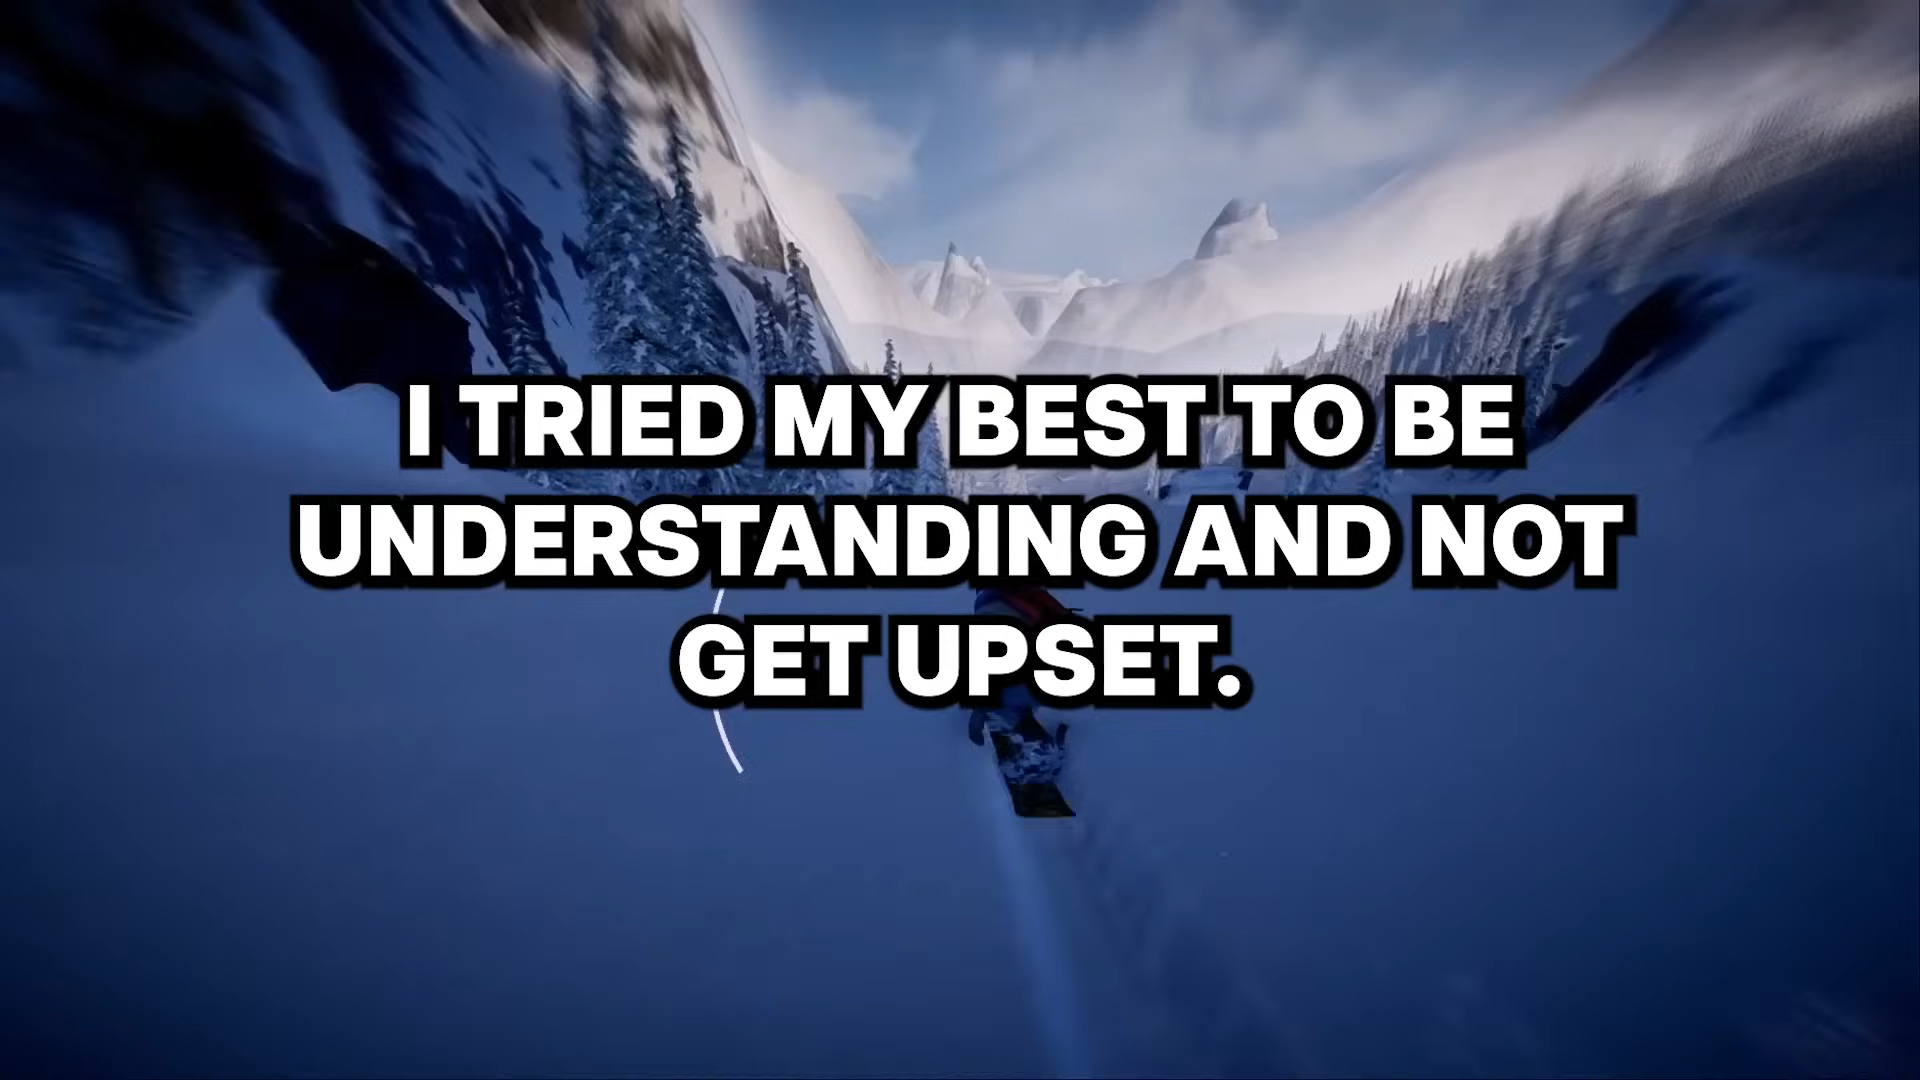 I TRIED MY BEST TO BE
UNDERSTANDING AND NOT
GET UPSET.